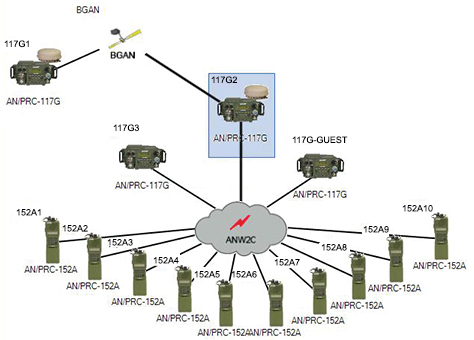 BGAN
117G1
BGAN
AN/PRC-117G
117G2
AN/PRC-117G
117G3
117G-GUEST
AN/PRC-117G
AN/PRC-117G
152A1
152A2
152A3
152A4
152A5
152A6
152A7
152A8
152A9
152A10
ANW2C
AN/PRC-152A
AN/PRC-152A
AN/PRC-152A
AN/PRC-152A
AN/PRC-152A
AN/PRC-152A
AN/PRC-152A
AN/PRC-152A
AN/PRC-152A
AN/PRC-152A